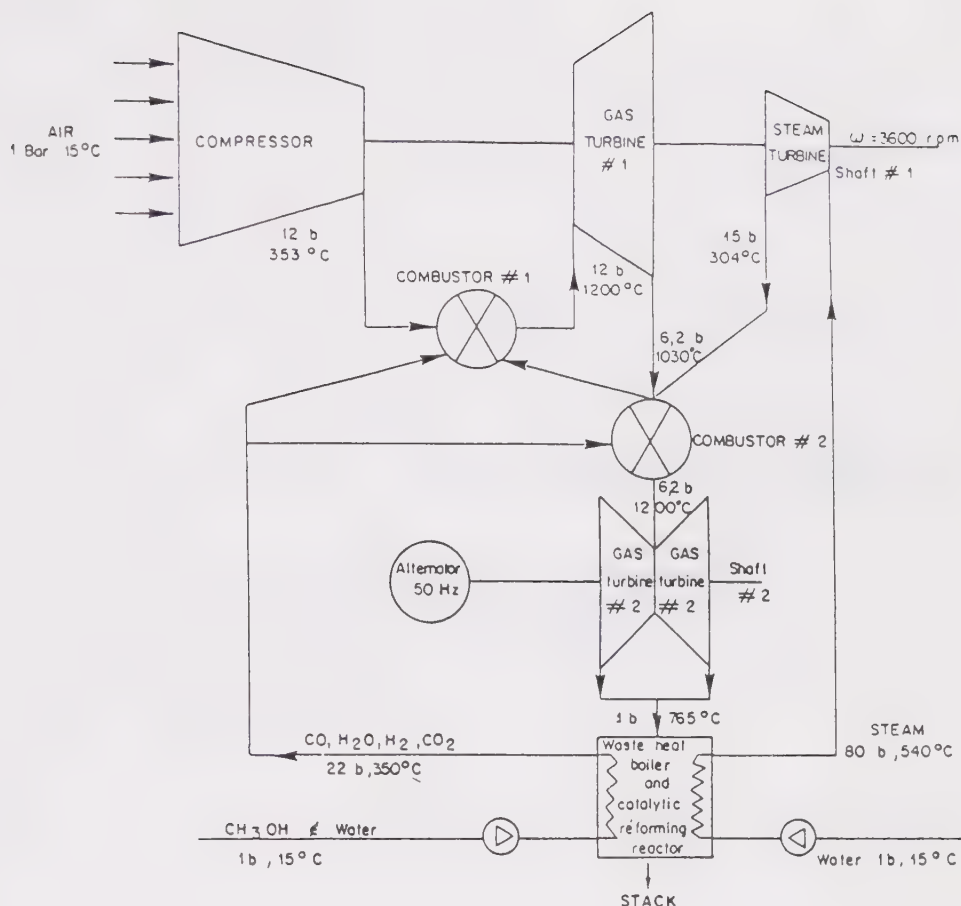 AIR
1 Bar 15°C
COMPRESSOR
GAS
TURBINE
# 1
STEAM
TURBINE
ω = 3600 rpm
Shaft # 1
12 b
353 °C
COMBUSTOR # 1
12 b
1200°C
15 b
304°C
6,2 b
1030°C
COMBUSTOR # 2
6,2 b
1200°C
Alternator
50 Hz
GAS
turbine
# 2
GAS
turbine
# 2
Shaft
# 2
1 b 765°C
CO, H2O, H2, CO2
22 b, 350°C
Waste heat
boiler
and
catalytic
réforming
reactor
STEAM
80 b, 540°C
CH3OH & Water
1b, 15°C
Water 1b, 15°C
STACK